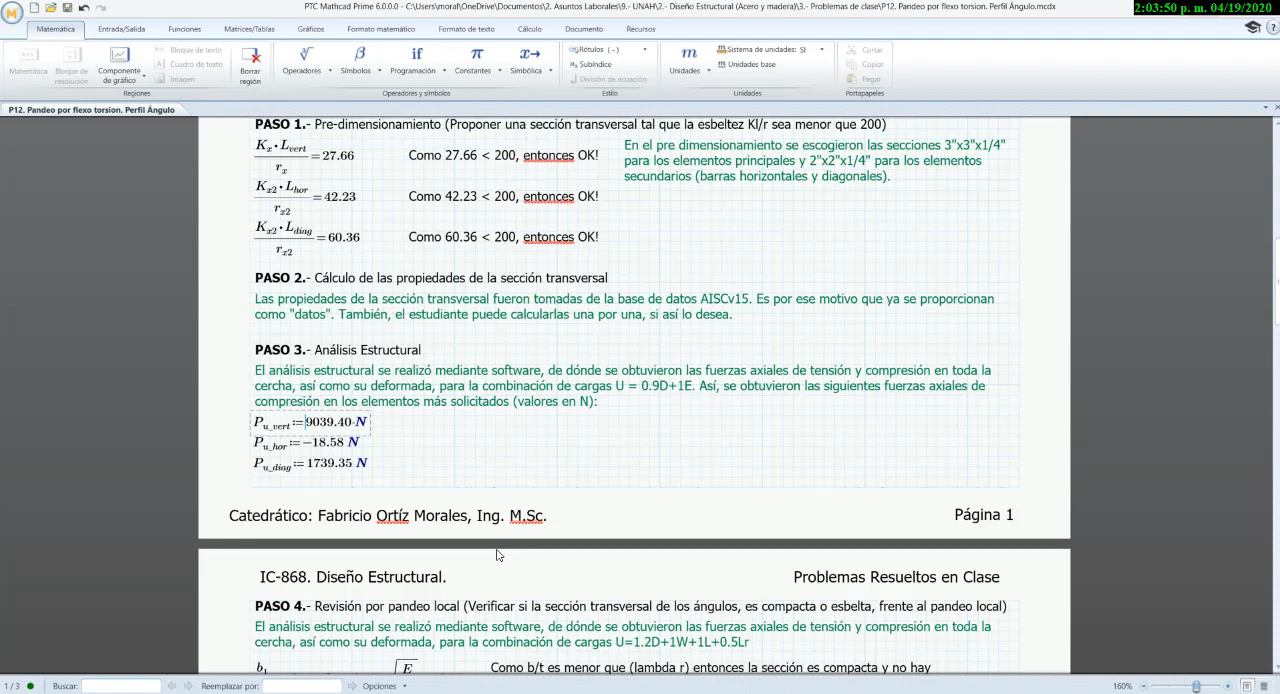 PTC Mathcad Prime 6.0.0.0 - C:\Users\moral\OneDrive\Documentos\2. Asuntos Laborales\9.- UNAH\2.- Diseño Estructural (Acero y madera)\3.- Problemas de clase\P12. Pandeo por flexo torsion. Perfil Ángulo.mcdx
2:03:50 p. m. 04/19/2020
Matemática Entrada/Salida Funciones Matrices/Tablas Gráficos Formato matemático Formato de texto Cálculo Documento Recursos
Matemática Bloque de resolución Componente de gráfico Bloque de texto Cuadro de texto Imagen Borrar región Operadores Símbolos Programación Constantes Simbólica Rótulos ( - ) Subíndice División de ecuación Unidades Sistema de unidades: SI Unidades base Cortar Copiar Pegar
Regiones Operadores y símbolos Estilo Unidades Portapapeles
P12. Pandeo por flexo torsion. Perfil Ángulo
PASO 1.- Pre-dimensionamiento (Proponer una sección transversal tal que la esbeltez Kl/r sea menor que 200)
K_x · L_vert / r_x = 27.66 Como 27.66 < 200, entonces OK!
En el pre dimensionamiento se escogieron las secciones 3"x3"x1/4"
para los elementos principales y 2"x2"x1/4" para los elementos
secundarios (barras horizontales y diagonales).
K_x2 · L_hor / r_x2 = 42.23 Como 42.23 < 200, entonces OK!
K_x2 · L_diag / r_x2 = 60.36 Como 60.36 < 200, entonces OK!
PASO 2.- Cálculo de las propiedades de la sección transversal
Las propiedades de la sección transversal fueron tomadas de la base de datos AISCv15. Es por ese motivo que ya se proporcionan
como "datos". También, el estudiante puede calcularlas una por una, si así lo desea.
PASO 3.- Análisis Estructural
El análisis estructural se realizó mediante software, de dónde se obtuvieron las fuerzas axiales de tensión y compresión en toda la
cercha, así como su deformada, para la combinación de cargas U = 0.9D+1E. Así, se obtuvieron las siguientes fuerzas axiales de
compresión en los elementos más solicitados (valores en N):
P_u_vert := 9039.40 N
P_u_hor := −18.58 N
P_u_diag := 1739.35 N
Catedrático: Fabricio Ortíz Morales, Ing. M.Sc. Página 1
IC-868. Diseño Estructural. Problemas Resueltos en Clase
PASO 4.- Revisión por pandeo local (Verificar si la sección transversal de los ángulos, es compacta o esbelta, frente al pandeo local)
El análisis estructural se realizó mediante software, de dónde se obtuvieron las fuerzas axiales de tensión y compresión en toda la
cercha, así como su deformada, para la combinación de cargas U=1.2D+1W+1L+0.5Lr
b_1 √E Como b/t es menor que (lambda r) entonces la sección es compacta y no hay
1 / 3 Buscar: Reemplazar por: Opciones 160%